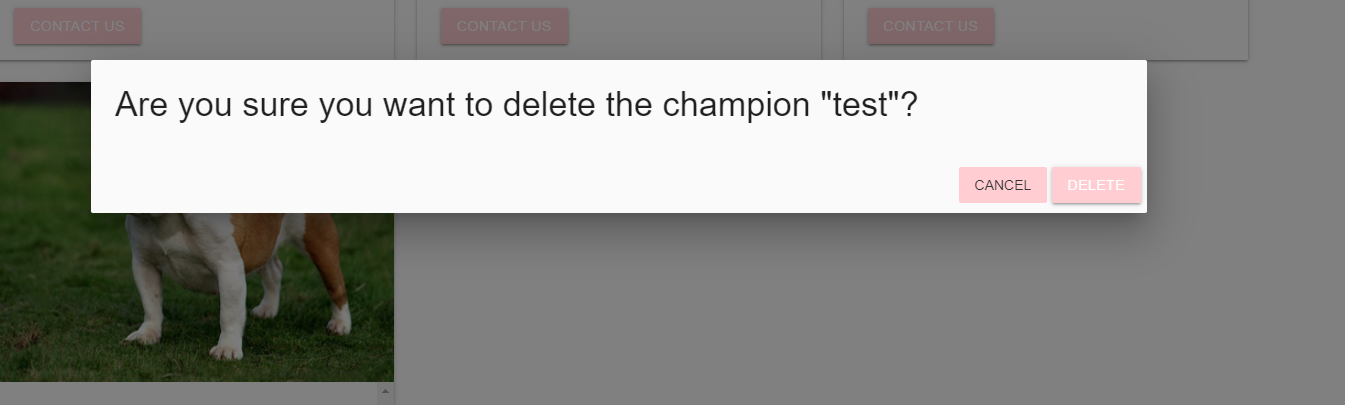 CONTACT US
CONTACT US
CONTACT US
Are you sure you want to delete the champion "test"?
CANCEL
DELETE